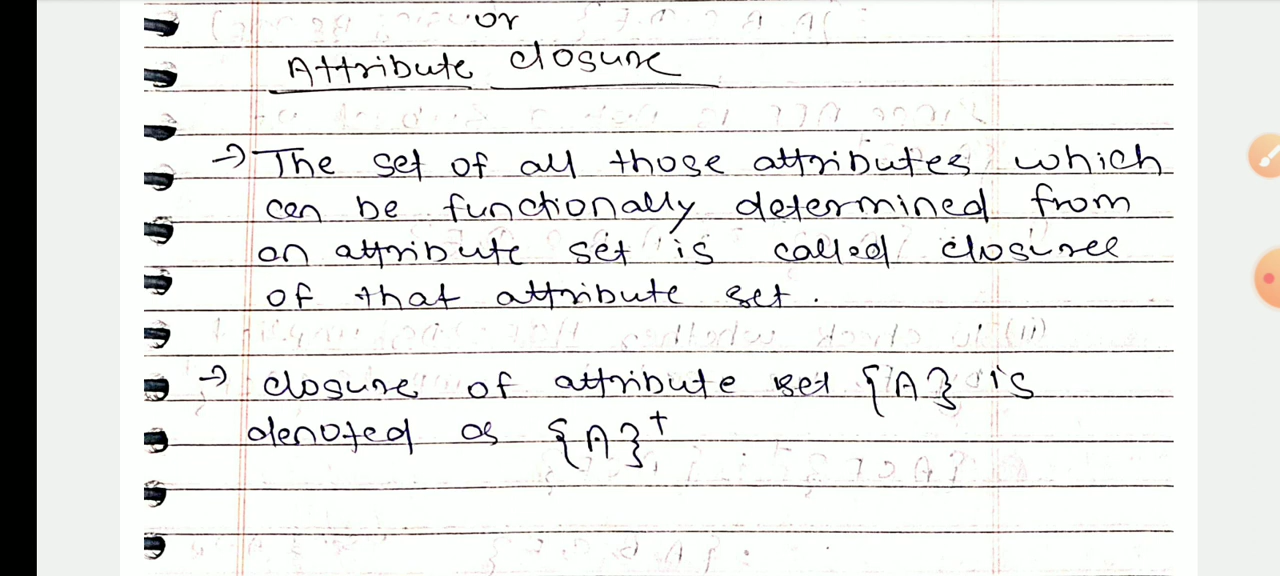 or
Attribute closure
→ The set of all those attributes which
can be functionally determined from
an attribute set is called closuree
of that attribute set.
→ closure of attribute set {A} is
denoted as {A}⁺